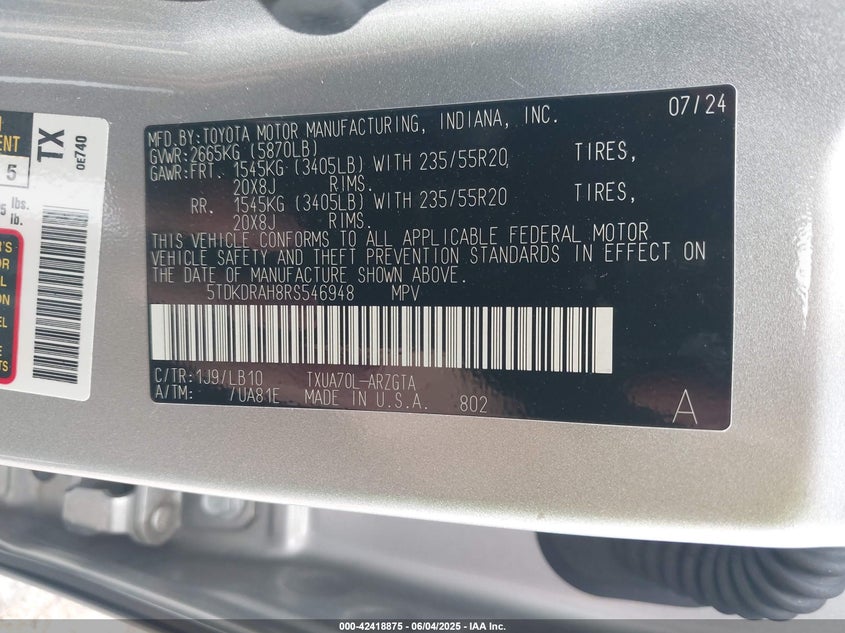 07/24
MFD.BY:TOYOTA MOTOR MANUFACTURING, INDIANA, INC.
GVWR:2665KG (5870LB)
GAWR:FRT. 1545KG (3405LB) WITH 235/55R20, TIRES,
20X8J RIMS.
RR. 1545KG (3405LB) WITH 235/55R20 TIRES,
20X8J RIMS.
THIS VEHICLE CONFORMS TO ALL APPLICABLE FEDERAL MOTOR
VEHICLE SAFETY AND THEFT PREVENTION STANDARDS IN EFFECT ON
THE DATE OF MANUFACTURE SHOWN ABOVE.
5TDKDRAH8RS546948 MPV
C/TR:1J9/LB10 TXUA70L-ARZGTA
A/TM: /UA81E MADE IN U.S.A. 802
A
TX
0E740
5
lbs.
lb.
000-42418875 | 06/04/2025 - IAA Inc.